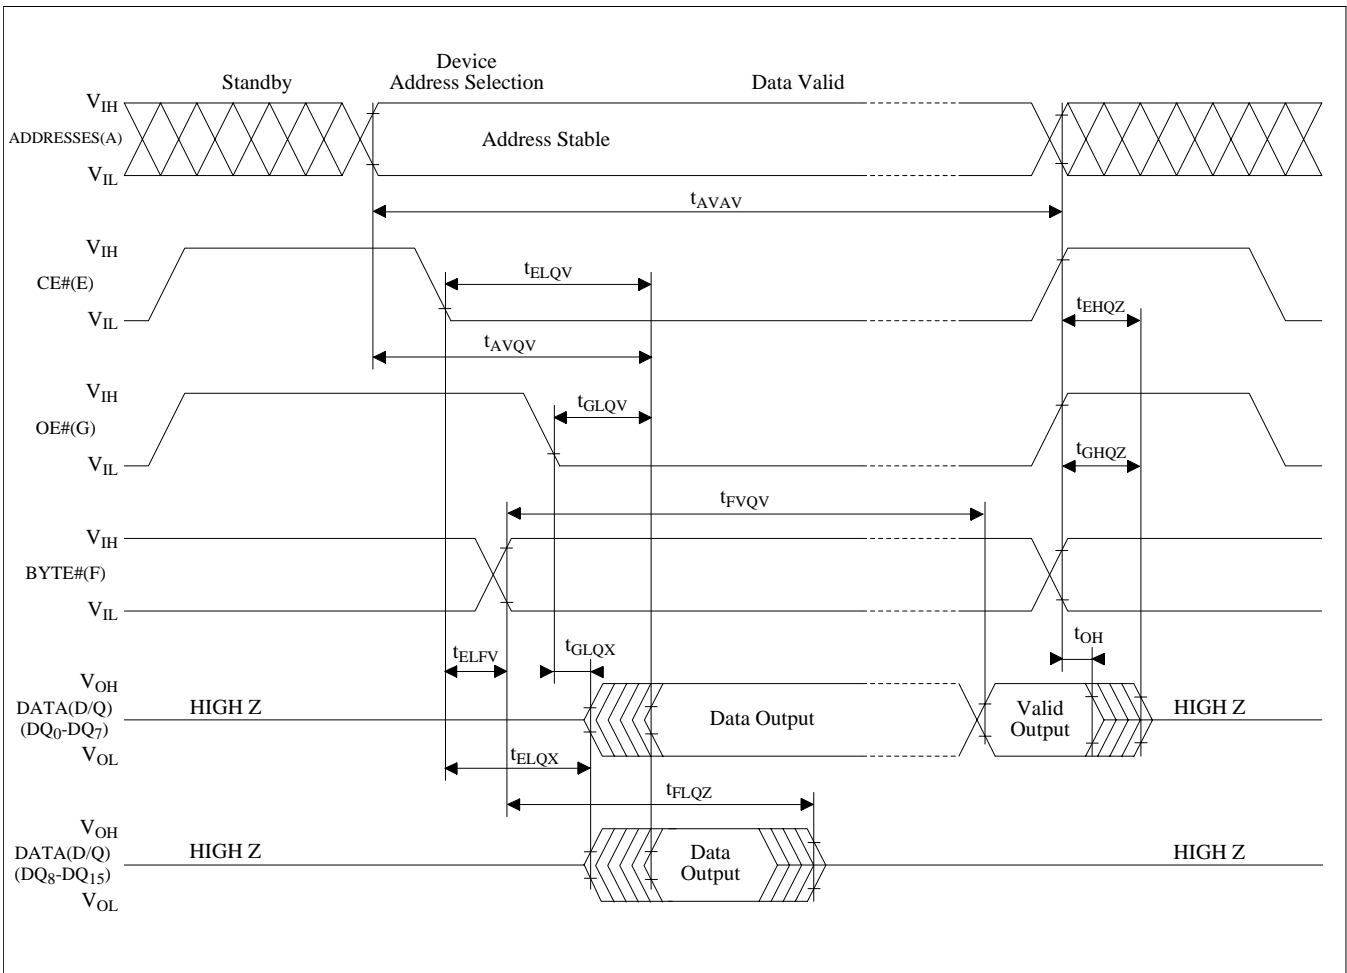 Device
Standby Address Selection Data Valid
VIH
ADDRESSES(A) Address Stable
VIL
tAVAV
VIH
tELQV
CE#(E)
tEHQZ
VIL
tAVQV
VIH
tGLQV
OE#(G)
tGHQZ
VIL
tFVQV
VIH
BYTE#(F)
VIL
tOH
tELFV tGLQX
VOH
DATA(D/Q) HIGH Z Data Output Valid HIGH Z
(DQ0-DQ7) Output
VOL
tELQX
tFLQZ
VOH
DATA(D/Q) HIGH Z Data HIGH Z
(DQ8-DQ15) Output
VOL